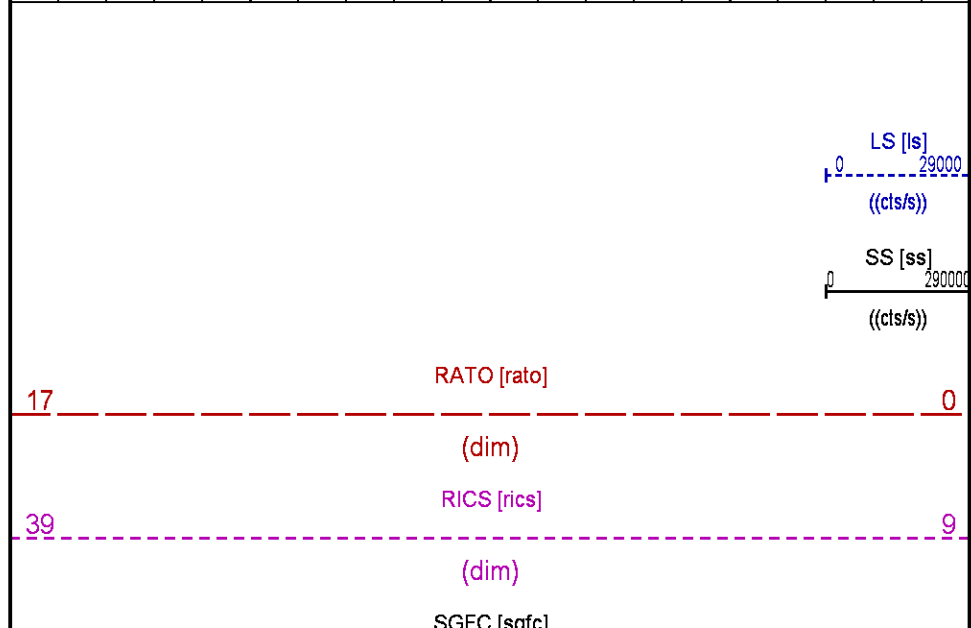 LS [ls]
0 29000
((cts/s))
SS [ss]
0 290000
((cts/s))
RATO [rato]
17 0
(dim)
RICS [rics]
39 9
(dim)
SGFC [sgfc]